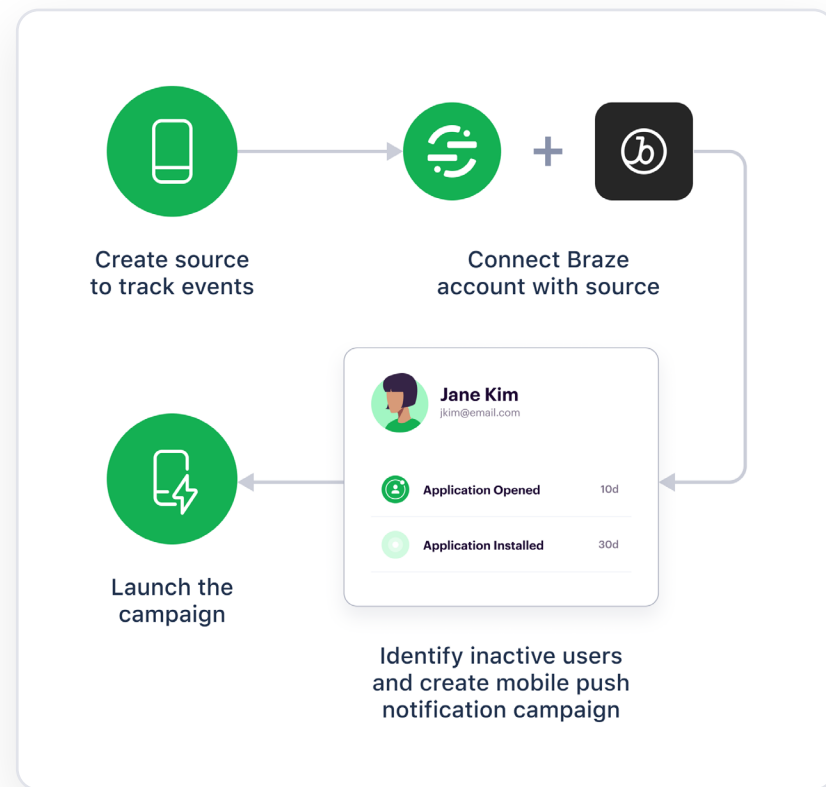 Create source
to track events
Connect Braze
account with source
Jane Kim
jkim@email.com
Application Opened 10d
Application Installed 30d
Identify inactive users
and create mobile push
notification campaign
Launch the
campaign